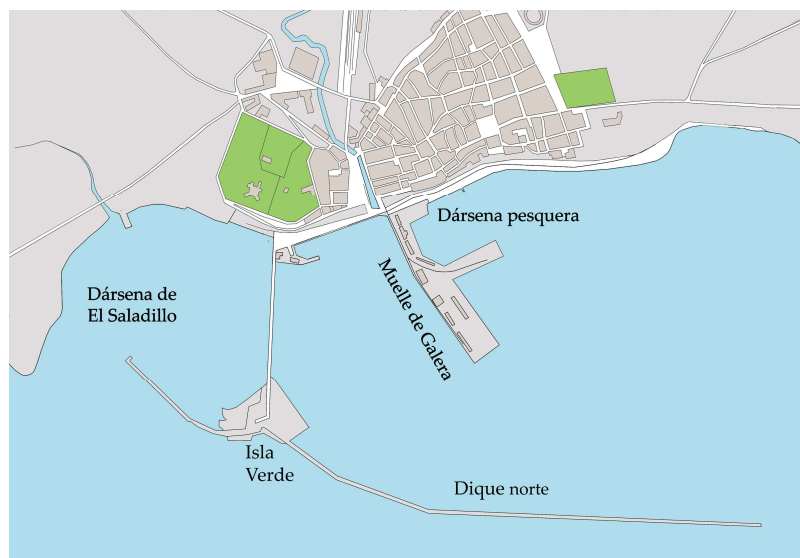 Dársena pesquera
Muelle de Galera
Dársena de
El Saladillo
Isla
Verde
Dique norte